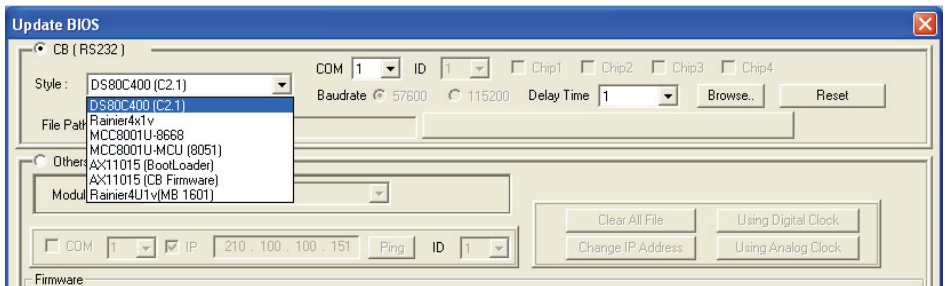 Update BIOS
CB ( RS232 )
Style : DS80C400 (C2.1)
COM 1 ID 1 Chip1 Chip2 Chip3 Chip4
Baudrate 57600 115200 Delay Time 1 Browse.. Reset
DS80C400 (C2.1)
Rainier4x1v
MCC8001U-8668
MCC8001U-MCU (8051)
AX11015 (BootLoader)
AX11015 (CB Firmware)
Rainier4U1v(MB 1601)
File Path
Others
Modul
Clear All File Using Digital Clock
COM 1 IP 210 . 100 . 100 . 151 Ping ID 1
Change IP Address Using Analog Clock
Firmware